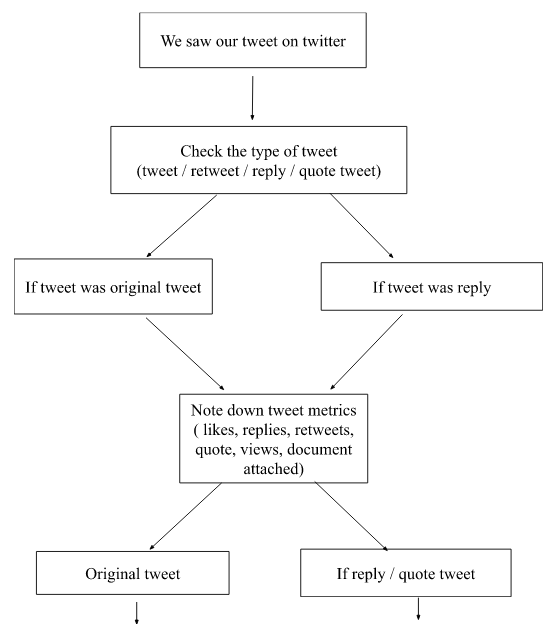 We saw our tweet on twitter
Check the type of tweet
(tweet / retweet / reply / quote tweet)
If tweet was original tweet
If tweet was reply
Note down tweet metrics
( likes, replies, retweets,
quote, views, document
attached)
Original tweet
If reply / quote tweet